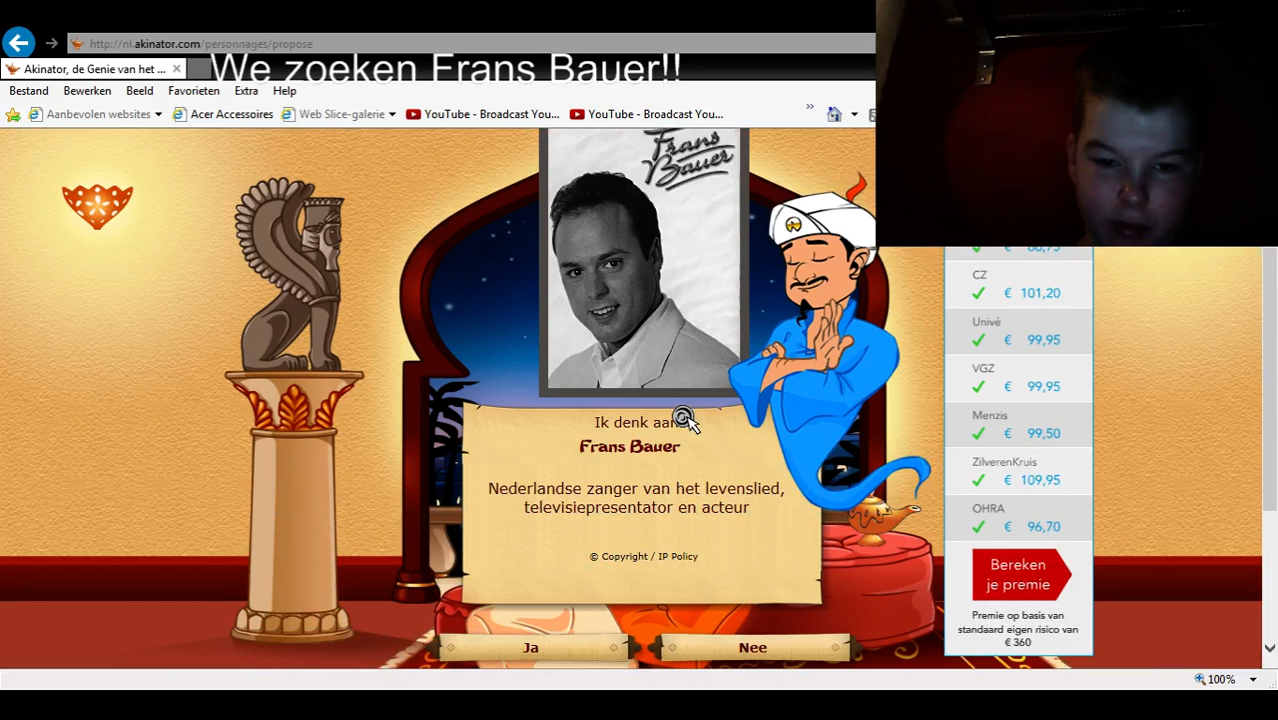 http://nl.akinator.com/personnages/propose
We zoeken Frans Bauer!!
Akinator, de Genie van het ...
Bestand Bewerken Beeld Favorieten Extra Help
Aanbevolen websites Acer Accessoires Web Slice-galerie YouTube - Broadcast You... YouTube - Broadcast You...
Frans
Bauer
CZ
€ 101,20
Univé
€ 99,95
VGZ
€ 99,95
Menzis
€ 99,50
ZilverenKruis
€ 109,95
OHRA
€ 96,70
Bereken
je premie
Premie op basis van
standaard eigen risico van
€ 360
Ik denk aan
Frans Bauer
Nederlandse zanger van het levenslied,
televisiepresentator en acteur
© Copyright / IP Policy
Ja
Nee
100%